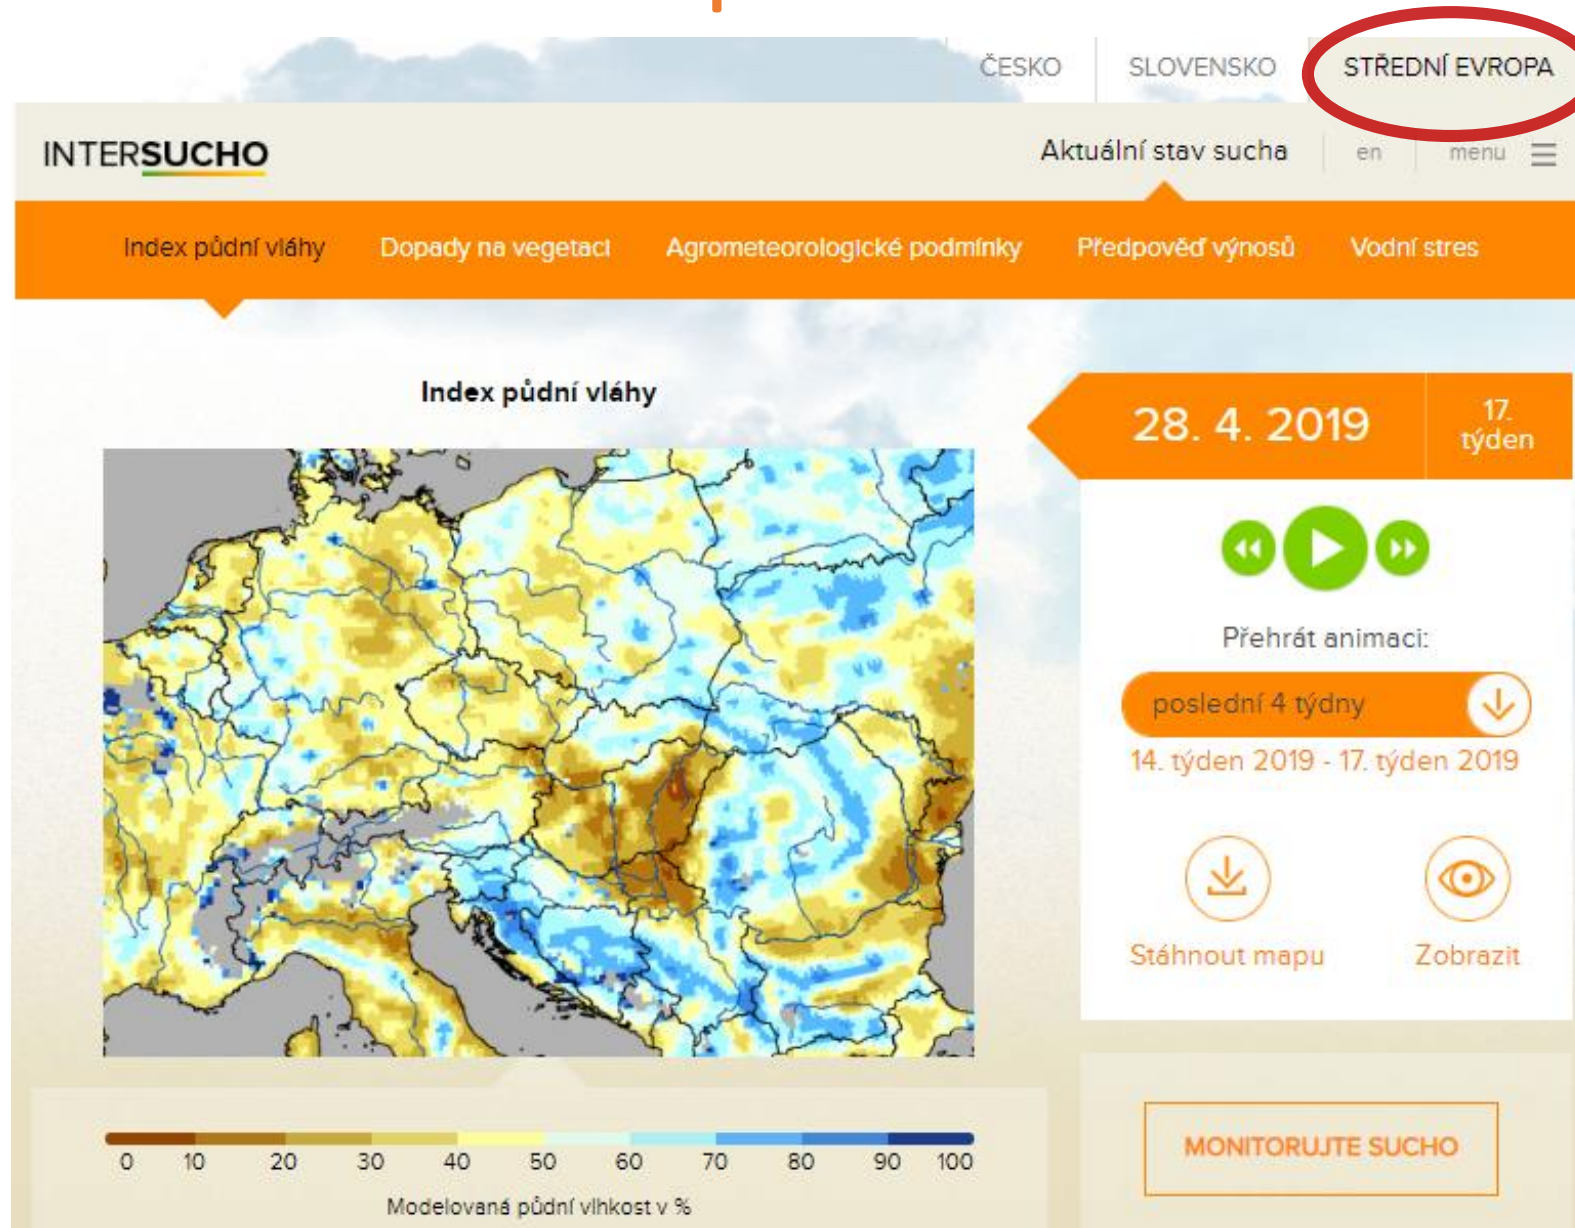 ČESKO SLOVENSKO STŘEDNÍ EVROPA
INTERSUCHO Aktuální stav sucha en menu
Index půdní vláhy Dopady na vegetaci Agrometeorologické podmínky Předpověď výnosů Vodní stres
Index půdní vláhy
28. 4. 2019 17.
týden
Přehrát animaci:
poslední 4 týdny
14. týden 2019 - 17. týden 2019
Stáhnout mapu Zobrazit
0 10 20 30 40 50 60 70 80 90 100
Modelovaná půdní vlhkost v %
MONITORUJTE SUCHO